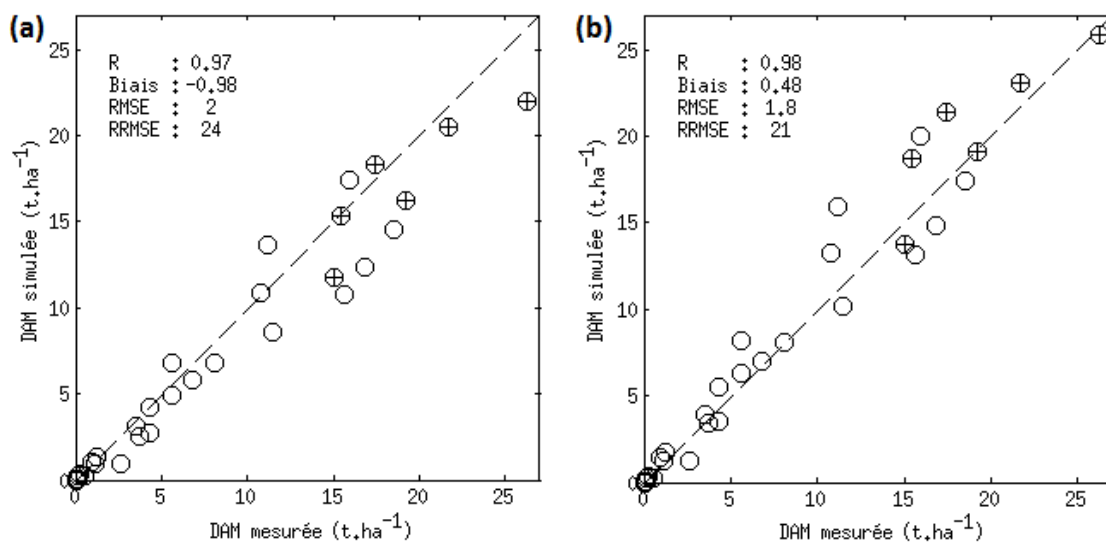 (a)
R : 0.97
Biais : -0.98
RMSE : 2
RRMSE : 24
25
20
15
10
5
0
0 5 10 15 20 25
DAM simulée (t.ha⁻¹)
DAM mesurée (t.ha⁻¹)
(b)
R : 0.98
Biais : 0.48
RMSE : 1.8
RRMSE : 21
25
20
15
10
5
0
0 5 10 15 20 25
DAM simulée (t.ha⁻¹)
DAM mesurée (t.ha⁻¹)